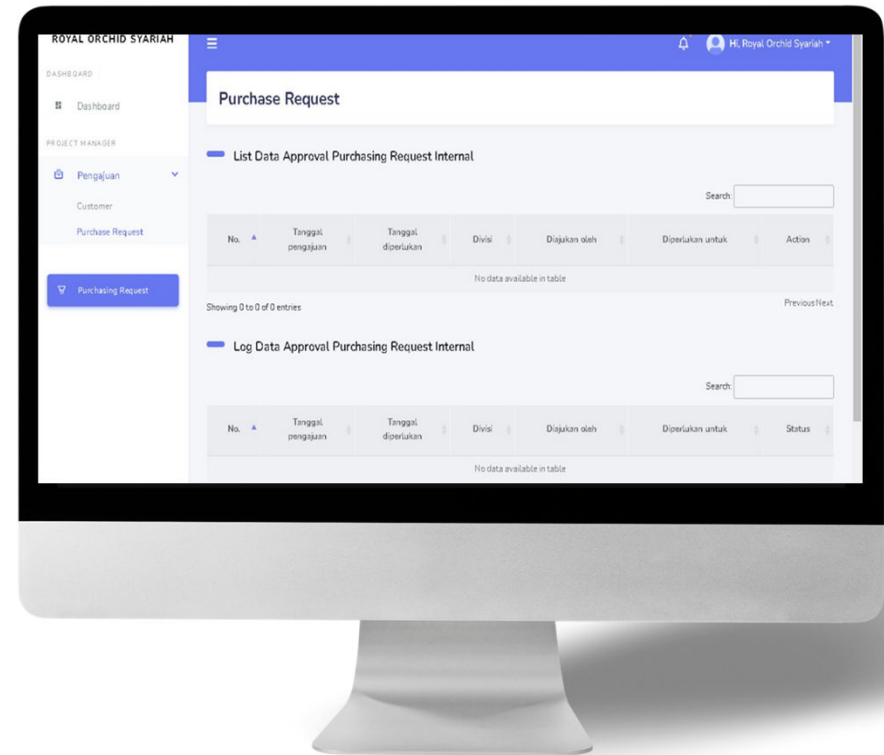 ROYAL ORCHID SYARIAH
Hi, Royal Orchid Syariah
DASHBOARD
Dashboard
PROJECT MANAGER
Pengajuan
Customer
Purchase Request
Purchasing Request
Purchase Request
List Data Approval Purchasing Request Internal
Search:
No. Tanggal pengajuan Tanggal diperlukan Divisi Diajukan oleh Diperlukan untuk Action
No data available in table
Showing 0 to 0 of 0 entries
Previous Next
Log Data Approval Purchasing Request Internal
Search:
No. Tanggal pengajuan Tanggal diperlukan Divisi Diajukan oleh Diperlukan untuk Status
No data available in table